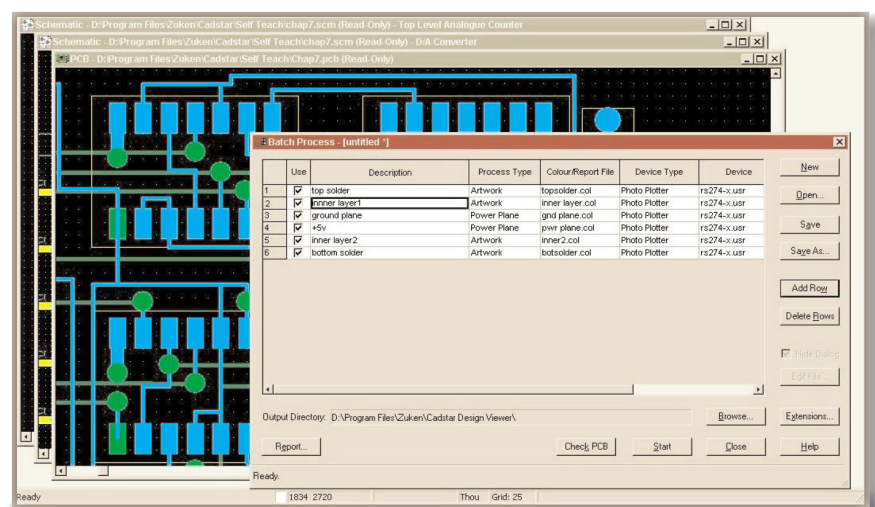 Schematic - D:\Program Files\Zuken\Cadstar\Self Teach\chap7.scm (Read-Only) - Top Level Analogue Counter
Schematic - D:\Program Files\Zuken\Cadstar\Self Teach\chap7.scm (Read-Only) - D/A Converter
PCB - D:\Program Files\Zuken\Cadstar\Self Teach\Chap7.pcb (Read-Only)
Batch Process - [untitled *]
Use Description Process Type Colour/Report File Device Type Device
1 top solder Artwork topsolder.col Photo Plotter rs274-x.usr
2 innner layer1 Artwork inner layer.col Photo Plotter rs274-x.usr
3 ground plane Power Plane gnd plane.col Photo Plotter rs274-x.usr
4 +5v Power Plane pwr plane.col Photo Plotter rs274-x.usr
5 inner layer2 Artwork inner2.col Photo Plotter rs274-x.usr
6 bottom solder Artwork botsolder.col Photo Plotter rs274-x.usr
New
Open...
Save
Save As...
Add Row
Delete Rows
Hide Dialog
Edit File...
Output Directory: D:\Program Files\Zuken\Cadstar Design Viewer\
Browse... Extensions...
Report... Check PCB Start Close Help
Ready.
Ready 1834 2720 Thou Grid: 25